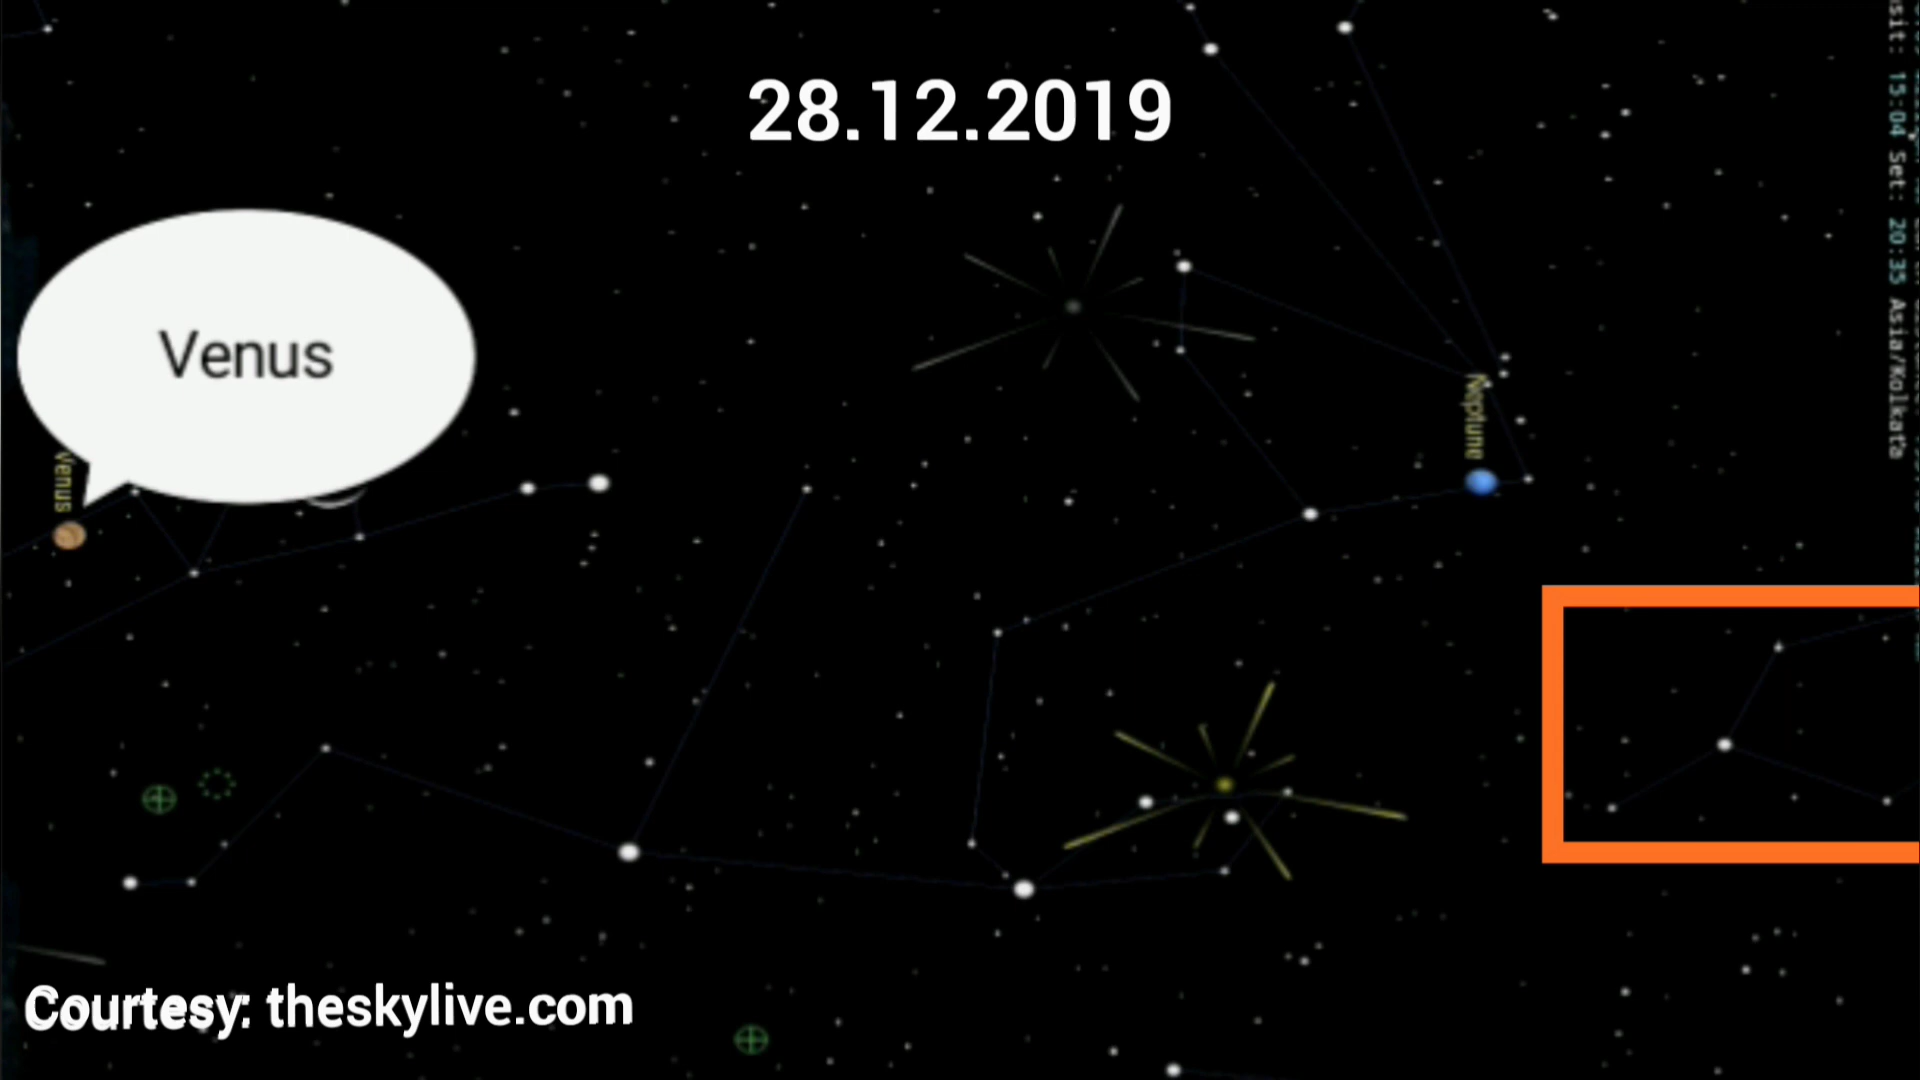 28.12.2019
Venus
Venus
Neptune
15:04 Set: 20:35 Asia/Kolkata
Courtesy: theskylive.com